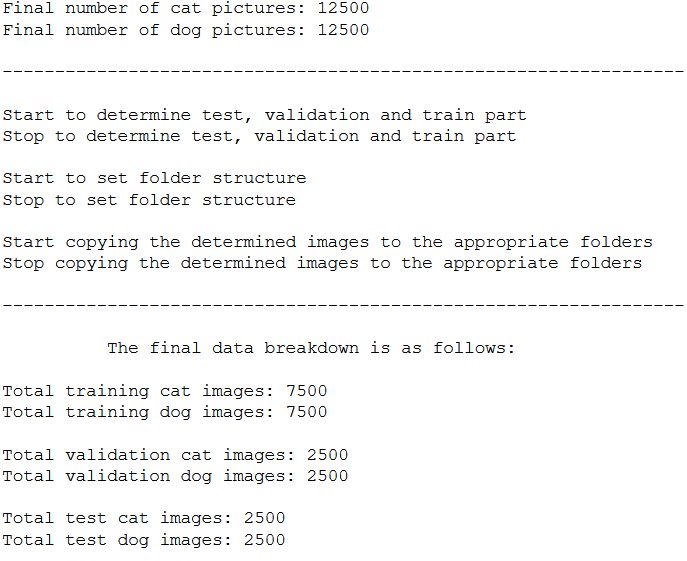 Final number of cat pictures: 12500
Final number of dog pictures: 12500
-----------------------------------------------------------------
Start to determine test, validation and train part
Stop to determine test, validation and train part
Start to set folder structure
Stop to set folder structure
Start copying the determined images to the appropriate folders
Stop copying the determined images to the appropriate folders
-----------------------------------------------------------------
The final data breakdown is as follows:
Total training cat images: 7500
Total training dog images: 7500
Total validation cat images: 2500
Total validation dog images: 2500
Total test cat images: 2500
Total test dog images: 2500